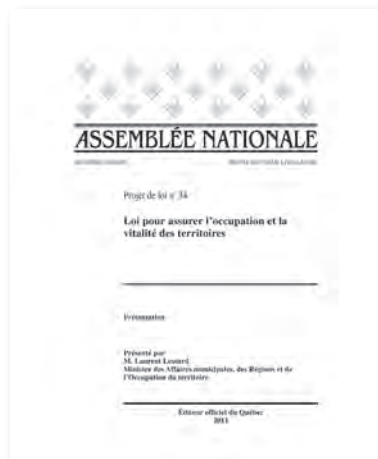 ASSEMBLÉE NATIONALE
Projet de loi n° 34
Loi pour assurer l'occupation et la
vitalité des territoires
Présentation
Présenté par
M. Laurent Lessard
Ministre des Affaires municipales, des Régions et de
l'Occupation du territoire
Éditeur officiel du Québec
2011